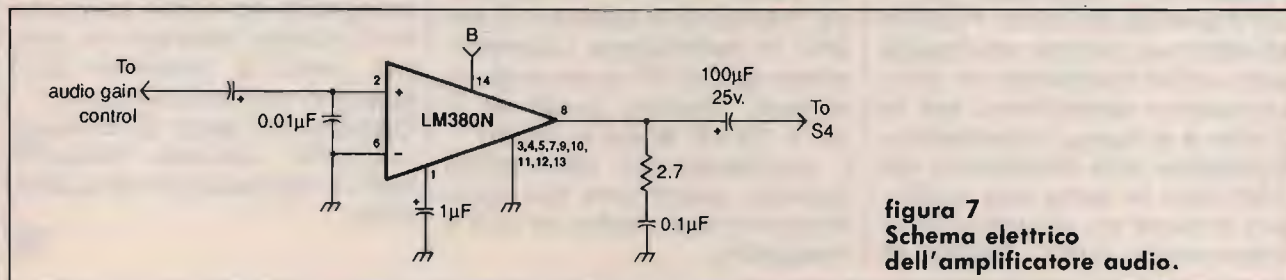 B
To
audio gain
control
0.01µF
2
+
14
6
-
LM380N
8
1
3,4,5,7,9,10,
11,12,13
+
1µF
2.7
0.1µF
100µF
25v.
+
To
S4
+
figura 7
Schema elettrico
dell'amplificatore audio.